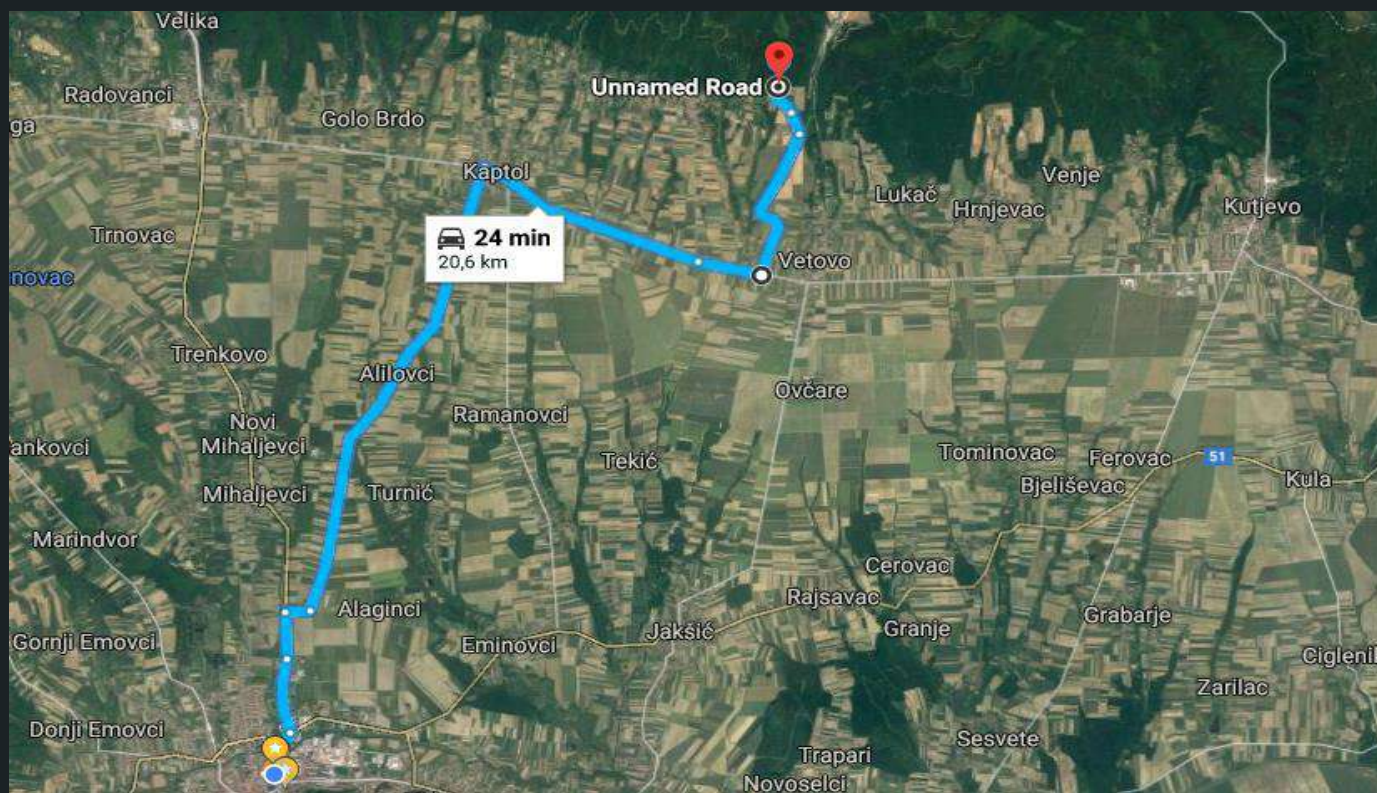 Velika
Unnamed Road
Radovanci
Golo Brdo
ga
Kaptol
Venje
Lukač
Hrnjevac
Kutjevo
Trnovac
24 min
20,6 km
Vetovo
novac
Trenkovo
Alilovci
Ovčare
Ramanovci
Novi
Mihaljevci
ankovci
Tekić
Tominovac
Ferovac
51
Kula
Bjeliševac
Mihaljevci
Turnić
Marindvor
Cerovac
Rajsavac
Alaginci
Grabarje
Granje
Jakšić
Gornji Emovci
Eminovci
Ciglenil
Zarilac
Donji Emovci
Sesvete
Trapari
Novoselci